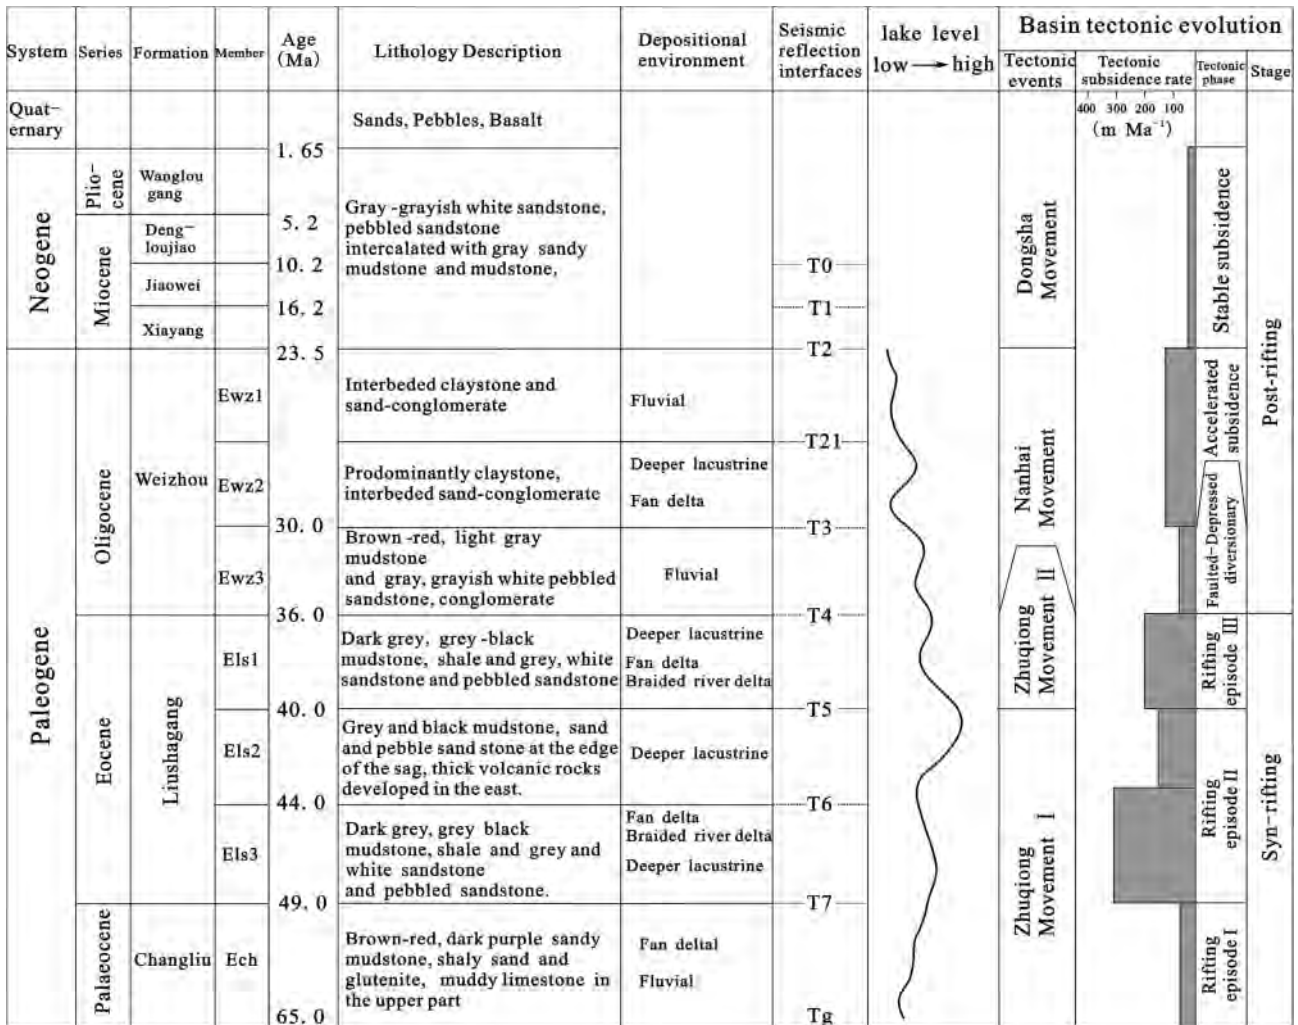 System
Series
Formation
Member
Age
(Ma)
Lithology Description
Depositional
environment
Seismic
reflection
interfaces
lake level
low → high
Basin tectonic evolution
Tectonic
events
Tectonic
subsidence rate
Tectonic
phase
Stage
400 300 200 100
(m Ma⁻¹)
Quat-
ernary
Sands, Pebbles, Basalt
1.65
Neogene
Plio-
cene
Wanglou
gang
5.2
Miocene
Deng-
loujiao
10.2
Jiaowei
16.2
Xiayang
23.5
Gray -grayish white sandstone,
pebbled sandstone
intercalated with gray sandy
mudstone and mudstone,
T0
T1
T2
Dongsha
Movement
Stable subsidence
Post-rifting
Paleogene
Oligocene
Weizhou
Ewz1
Interbeded claystone and
sand-conglomerate
Fluvial
T21
Ewz2
Prodominantly claystone,
interbeded sand-conglomerate
Deeper lacustrine
Fan delta
30.0
T3
Ewz3
Brown -red, light gray
mudstone
and gray, grayish white pebbled
sandstone, conglomerate
Fluvial
36.0
T4
Nanhai
Movement
Accelerated
subsidence
Faulted-Depressed
diversionary
Eocene
Liushagang
Els1
Dark grey, grey -black
mudstone, shale and grey, white
sandstone and pebbled sandstone
Deeper lacustrine
Fan delta
Braided river delta
40.0
T5
Zhuqiong
Movement II
Rifting
episode III
Els2
Grey and black mudstone, sand
and pebble sand stone at the edge
of the sag, thick volcanic rocks
developed in the east.
Deeper lacustrine
44.0
T6
Els3
Dark grey, grey black
mudstone, shale and grey and
white sandstone
and pebbled sandstone.
Fan delta
Braided river delta
Deeper lacustrine
49.0
T7
Zhuqiong
Movement I
Rifting
episode II
Syn-rifting
Palaeocene
Changliu
Ech
Brown-red, dark purple sandy
mudstone, shaly sand and
glutenite, muddy limestone in
the upper part
Fan deltal
Fluvial
65.0
Tg
Rifting
episode I